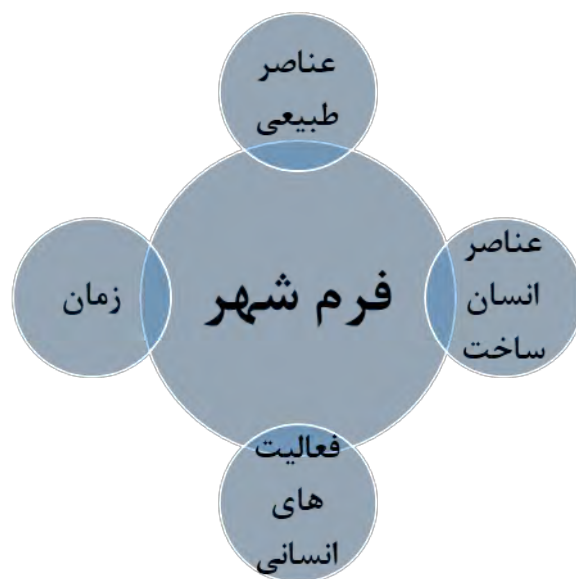 عناصر
طبیعی
عناصر
انسان
ساخت
فرم شهر
زمان
فعالیت
های
انسانی